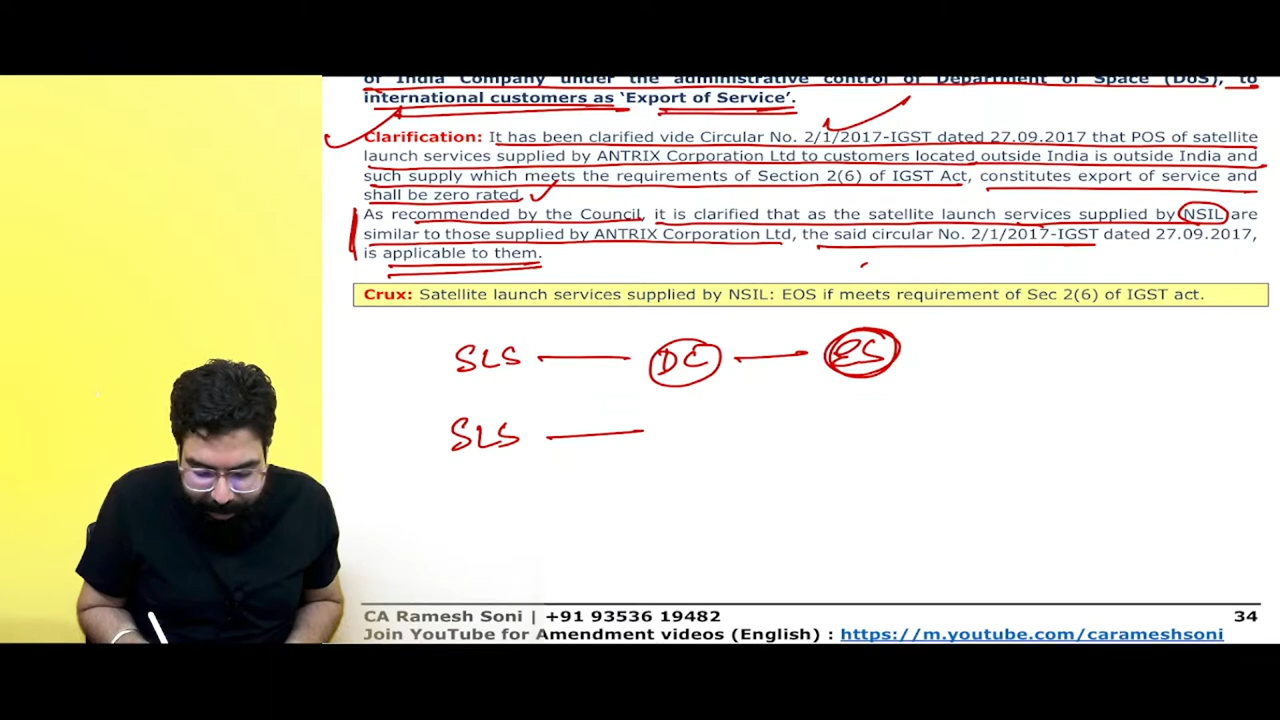 of India Company under the administrative control of Department of Space (DoS), to
international customers as ‘Export of Service’.
Clarification: It has been clarified vide Circular No. 2/1/2017-IGST dated 27.09.2017 that POS of satellite
launch services supplied by ANTRIX Corporation Ltd to customers located outside India is outside India and
such supply which meets the requirements of Section 2(6) of IGST Act, constitutes export of service and
shall be zero rated.
As recommended by the Council, it is clarified that as the satellite launch services supplied by NSIL are
similar to those supplied by ANTRIX Corporation Ltd, the said circular No. 2/1/2017-IGST dated 27.09.2017,
is applicable to them.
Crux: Satellite launch services supplied by NSIL: EOS if meets requirement of Sec 2(6) of IGST act.
SLS ES
SLS
CA Ramesh Soni | +91 93536 19482 34
Join YouTube for Amendment videos (English) : https://m.youtube.com/carameshsoni